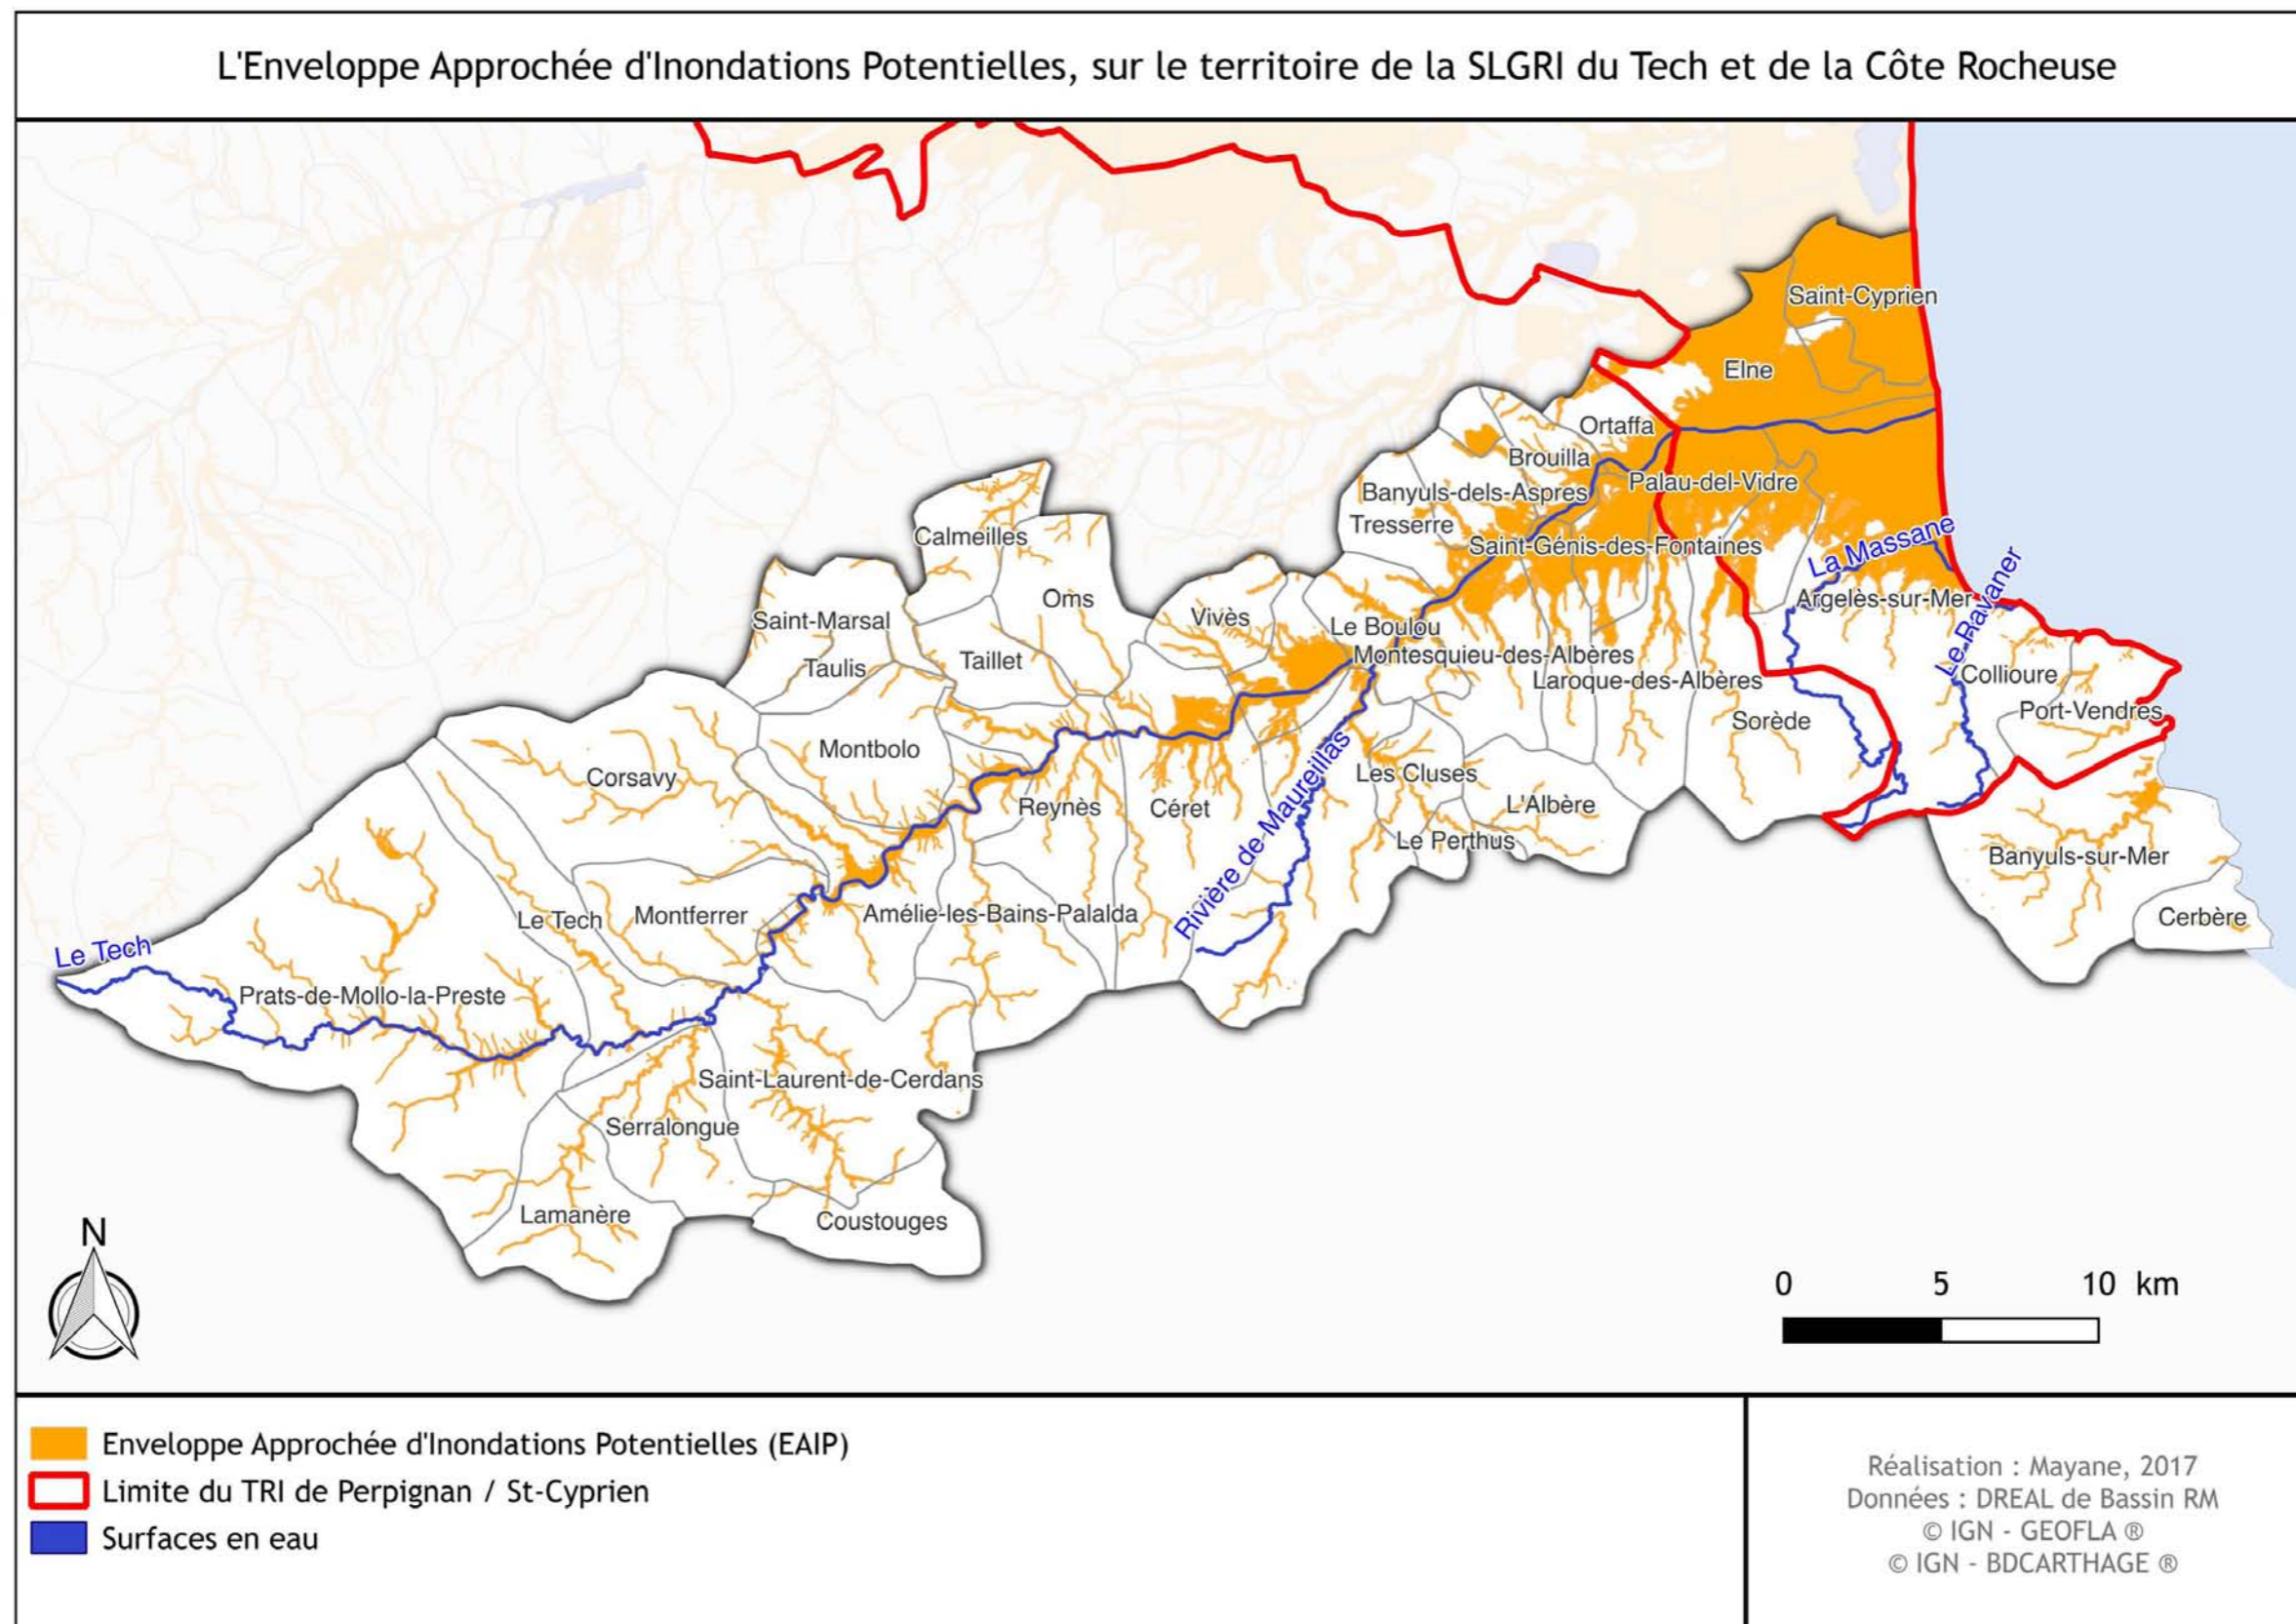 L'Enveloppe Approchée d'Inondations Potentielles, sur le territoire de la SLGRI du Tech et de la Côte Rocheuse
Saint-Cyprien
Elne
Ortaffa
Brouilla
Palau-del-Vidre
Banyuls-dels-Aspres
Tresserre
Saint-Génis-des-Fontaines
La Massane
Calmeilles
Argelès-sur-Mer
Le Ravaner
Oms
Vivès
Saint-Marsal
Le Boulou
Montesquieu-des-Albères
Taillet
Taulis
Laroque-des-Albères
Collioure
Port-Vendres
Sorède
Montbolo
Corsavy
Les Cluses
Rivière de Maureillas
Reynès
Céret
L'Albère
Le Perthus
Banyuls-sur-Mer
Cerbère
Le Tech
Montferrer
Amélie-les-Bains-Palalda
Le Tech
Prats-de-Mollo-la-Preste
Saint-Laurent-de-Cerdans
Serralongue
Lamanère
Coustouges
N
0 5 10 km
Enveloppe Approchée d'Inondations Potentielles (EAIP)
Limite du TRI de Perpignan / St-Cyprien
Surfaces en eau
Réalisation : Mayane, 2017
Données : DREAL de Bassin RM
© IGN - GEOFLA ®
© IGN - BDCARTHAGE ®